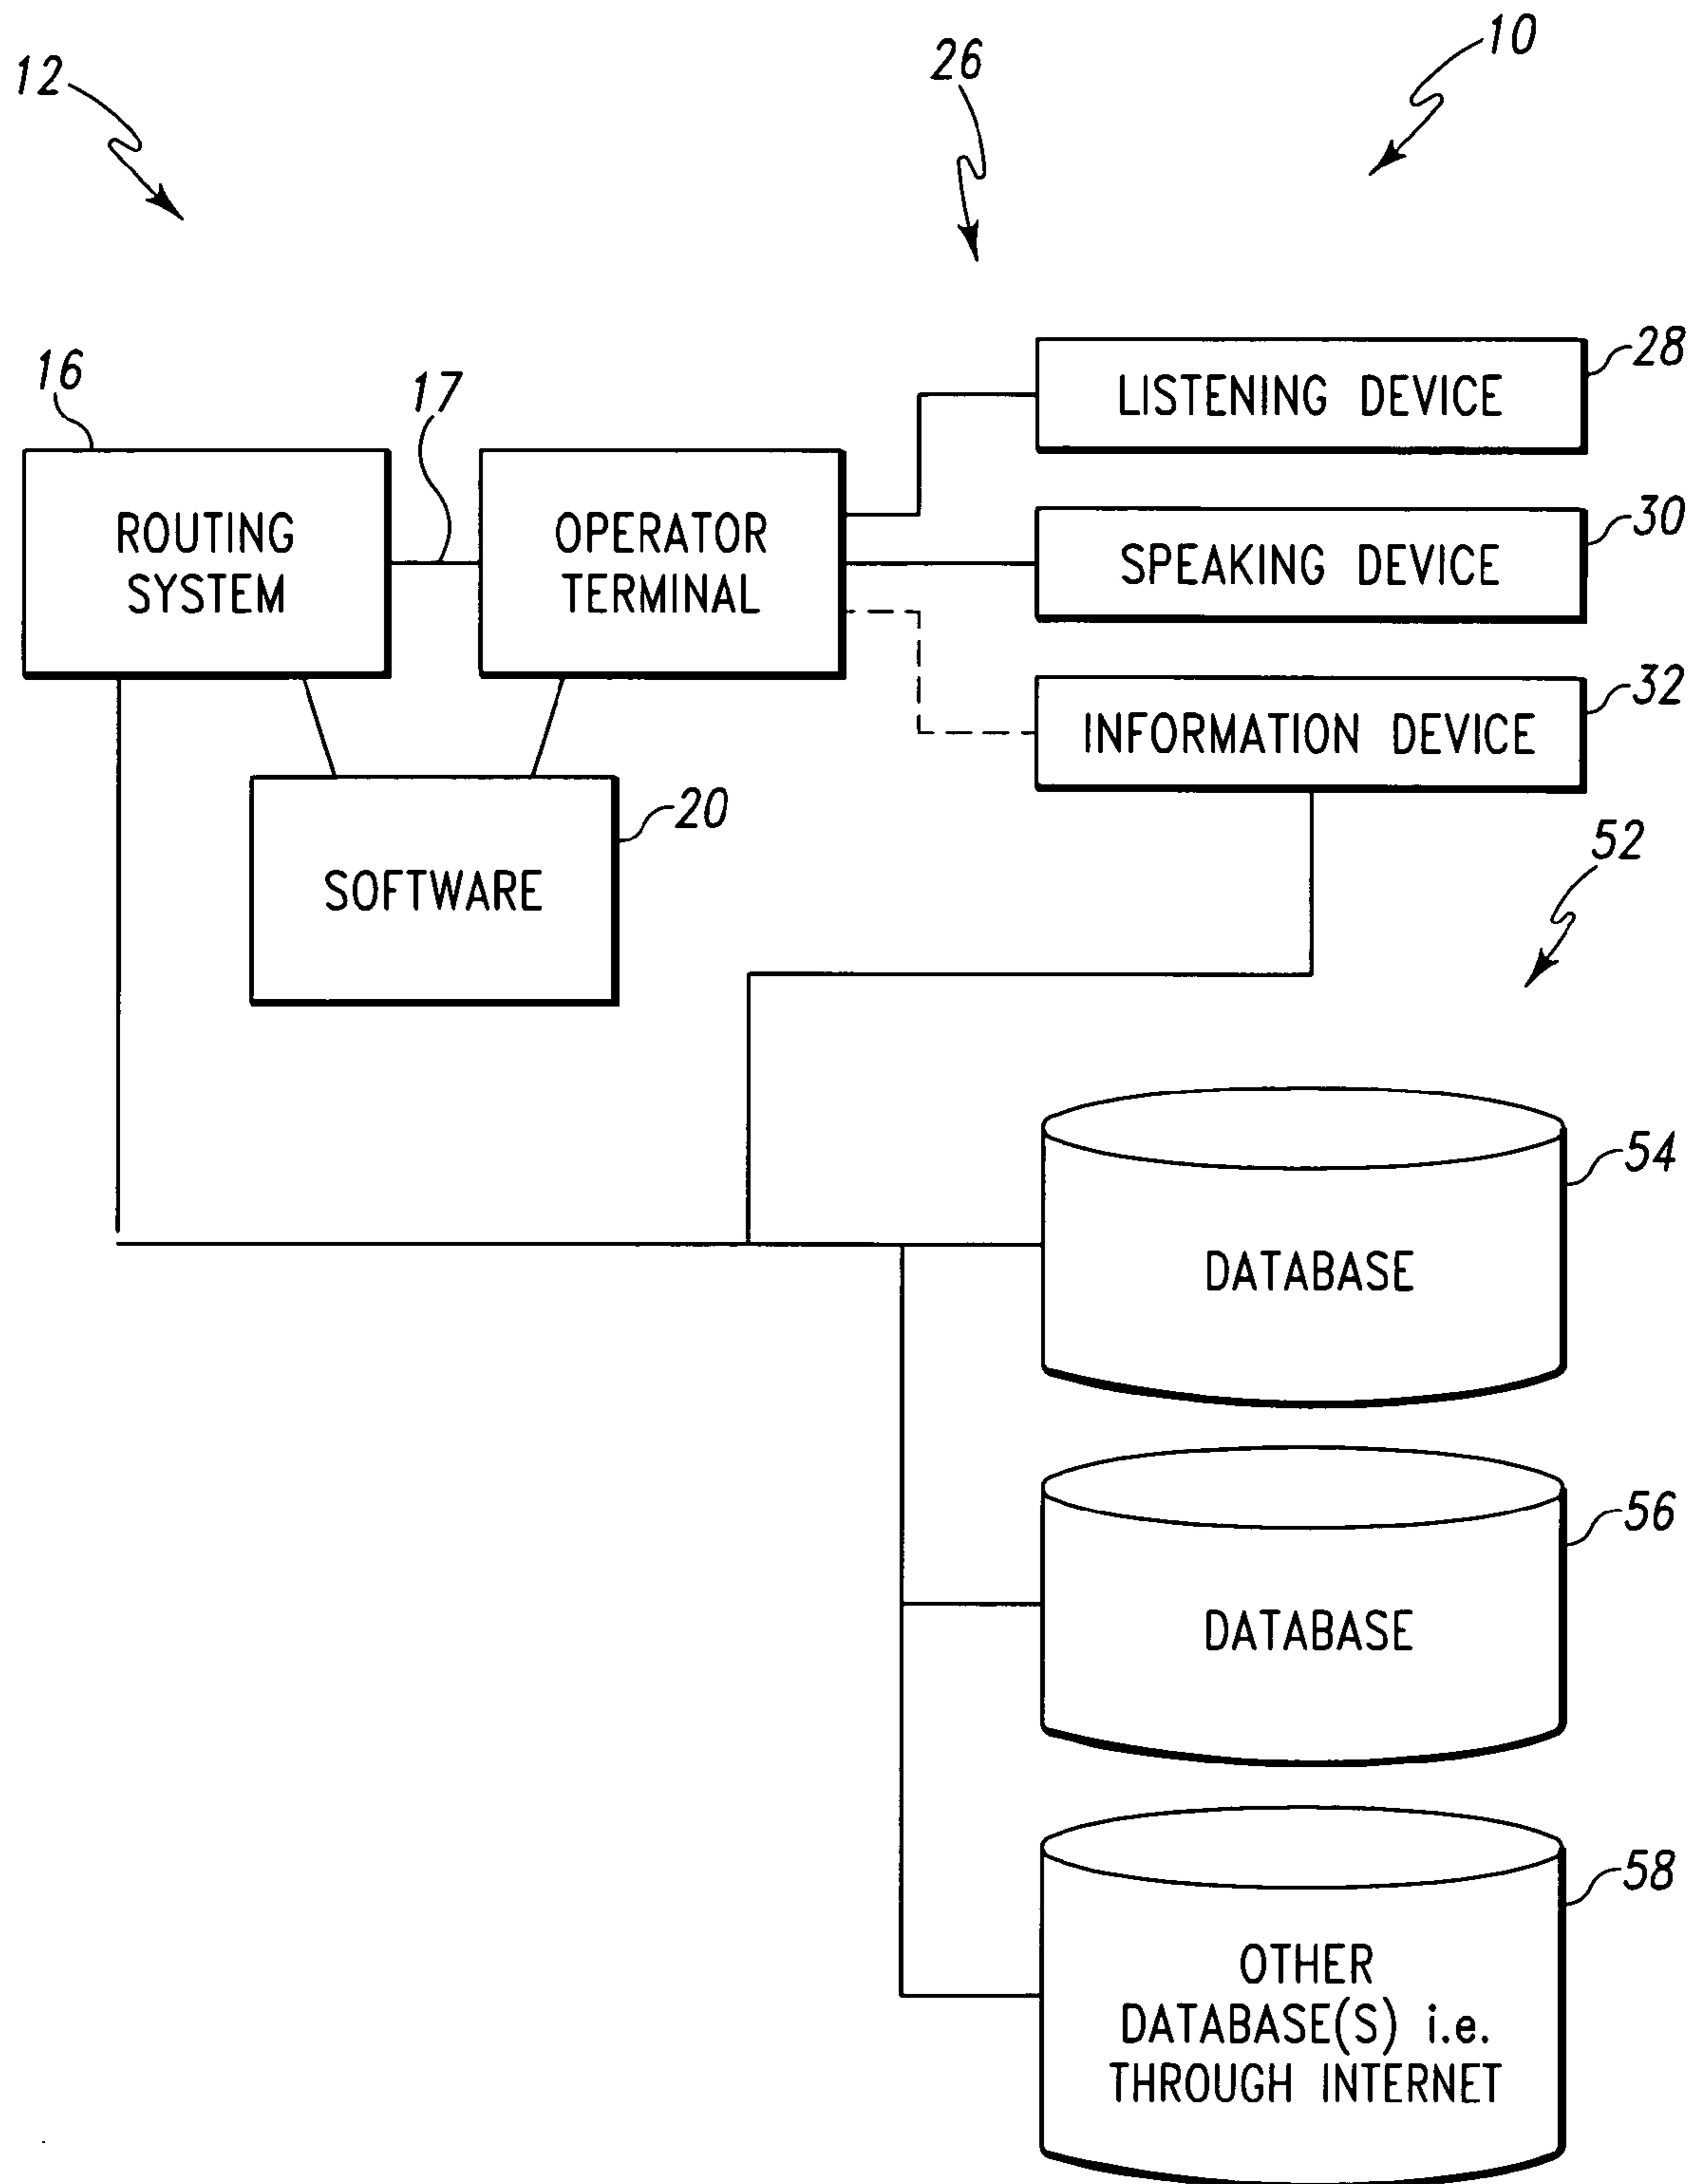 12
26
10
16
17
28
LISTENING DEVICE
ROUTING
SYSTEM
OPERATOR
TERMINAL
30
SPEAKING DEVICE
32
INFORMATION DEVICE
20
SOFTWARE
52
54
DATABASE
56
DATABASE
58
OTHER
DATABASE(S) i.e.
THROUGH INTERNET